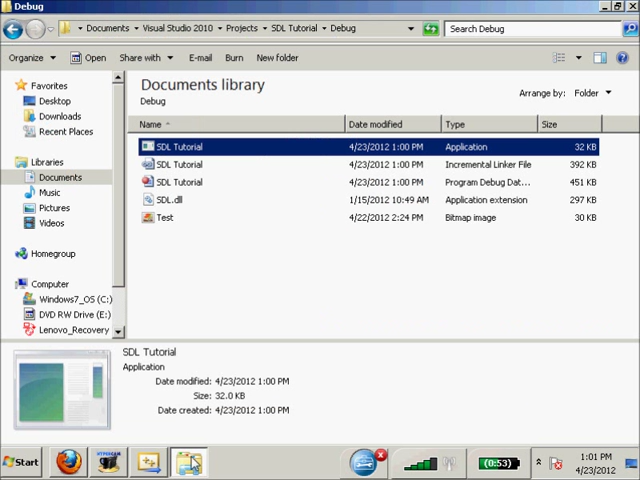 Debug
Documents ▸ Visual Studio 2010 ▸ Projects ▸ SDL Tutorial ▸ Debug
Search Debug
Organize
Open
Share with
E-mail
Burn
New folder
Favorites
Desktop
Downloads
Recent Places
Libraries
Documents
Music
Pictures
Videos
Homegroup
Computer
Windows7_OS (C:)
DVD RW Drive (E:)
Lenovo_Recovery
Documents library
Debug
Arrange by: Folder
Name Date modified Type Size
SDL Tutorial 4/23/2012 1:00 PM Application 32 KB
SDL Tutorial 4/23/2012 1:00 PM Incremental Linker File 392 KB
SDL Tutorial 4/23/2012 1:00 PM Program Debug Dat... 451 KB
SDL.dll 1/15/2012 10:49 AM Application extension 297 KB
Test 4/22/2012 2:24 PM Bitmap image 30 KB
SDL Tutorial
Application
Date modified: 4/23/2012 1:00 PM
Size: 32.0 KB
Date created: 4/23/2012 1:00 PM
Start
HYPERCAM
(0:53)
1:01 PM
4/23/2012